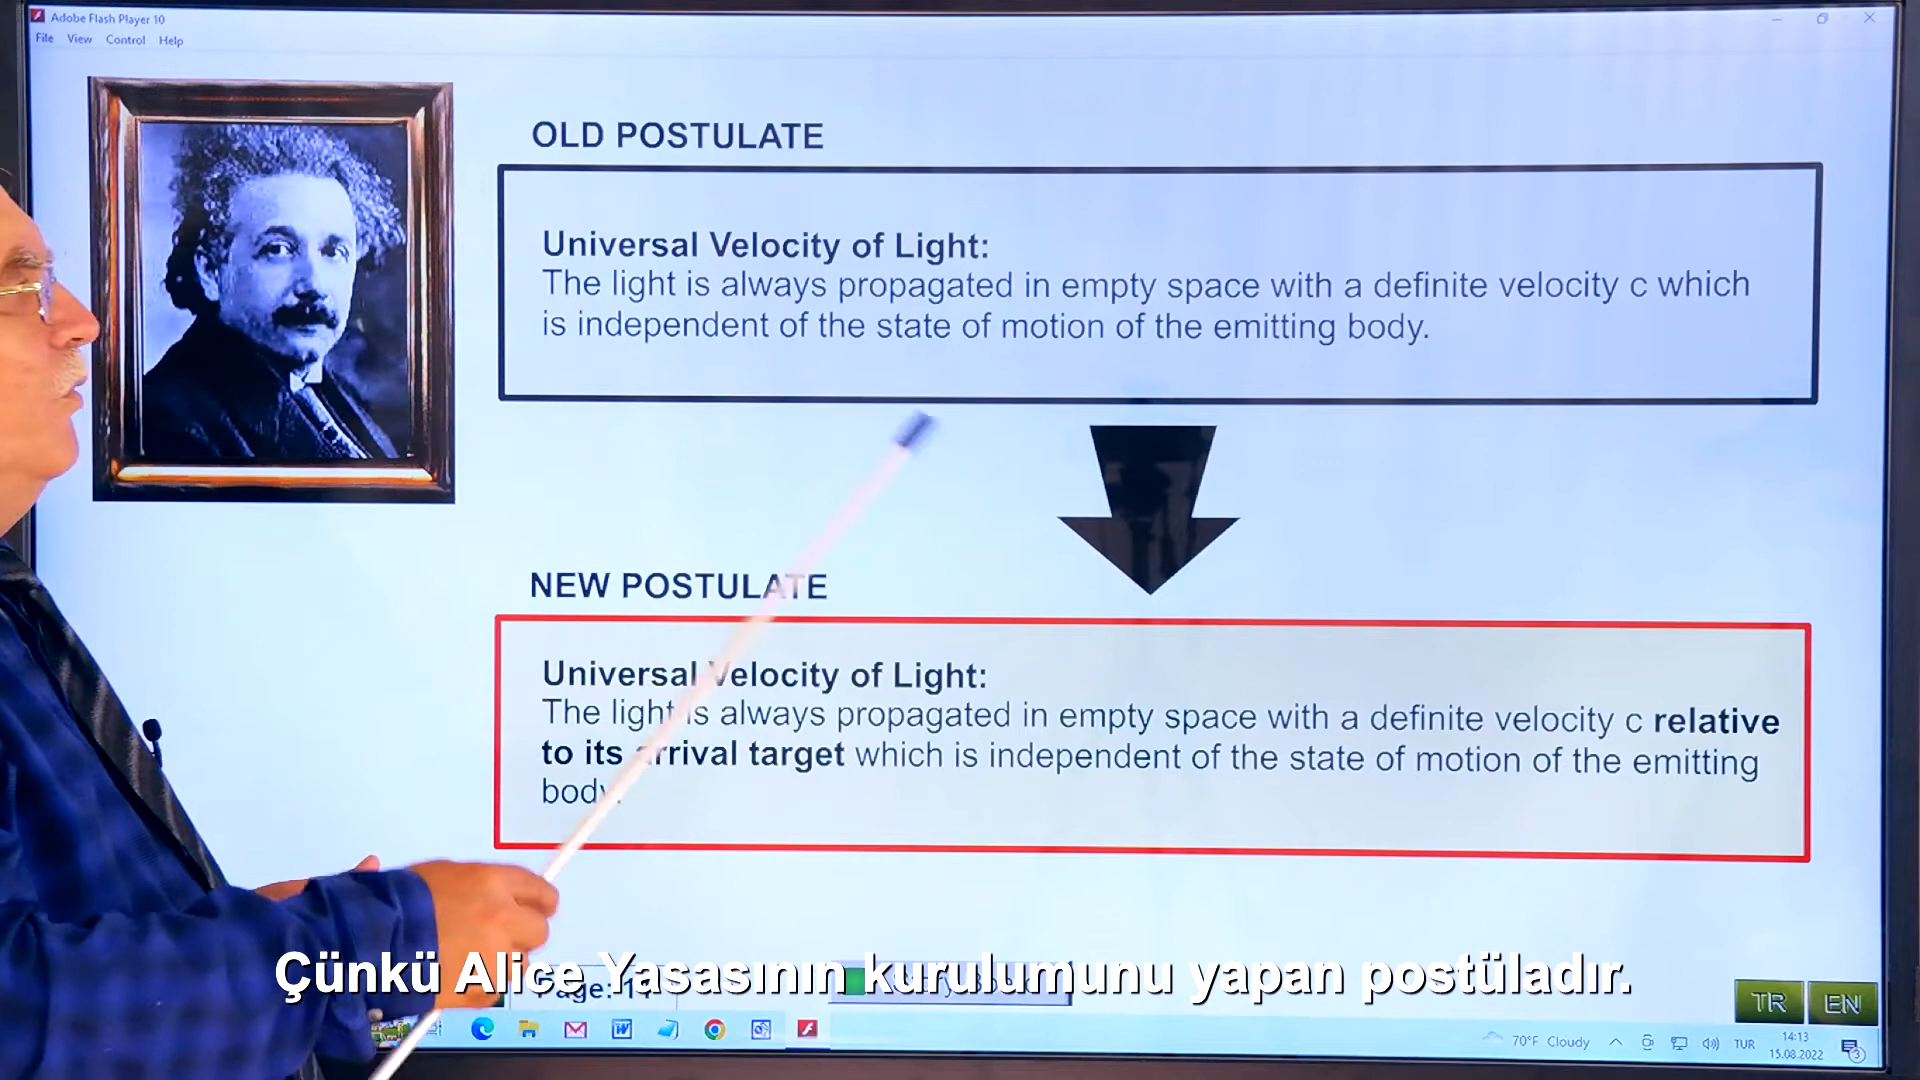 Adobe Flash Player 10
File View Control Help
OLD POSTULATE
Universal Velocity of Light:
The light is always propagated in empty space with a definite velocity c which
is independent of the state of motion of the emitting body.
NEW POSTULATE
Universal Velocity of Light:
The light is always propagated in empty space with a definite velocity c relative
to its arrival target which is independent of the state of motion of the emitting
body.
Çünkü Alice Yasasının kurulumunu yapan postüladır.
Page:
TR EN
70°F Cloudy TUR 14:13
15.08.2022
3